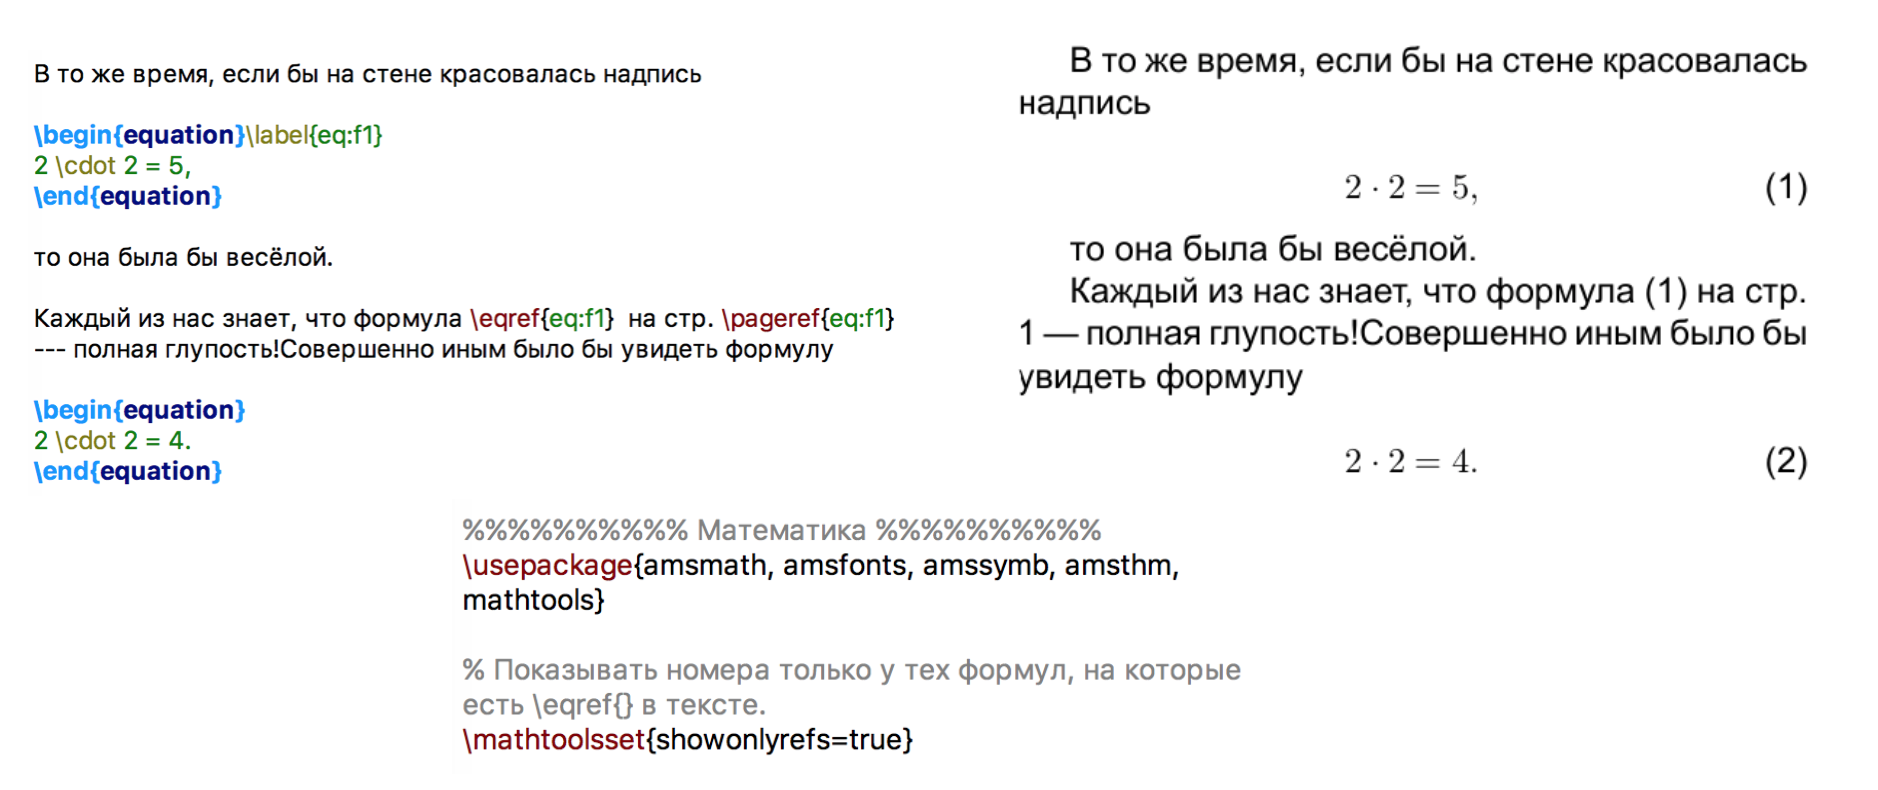 В то же время, если бы на стене красовалась надпись
\begin{equation}\label{eq:f1}
2 \cdot 2 = 5,
\end{equation}
то она была бы весёлой.
Каждый из нас знает, что формула \eqref{eq:f1}  на стр. \pageref{eq:f1}
--- полная глупость!Совершенно иным было бы увидеть формулу
\begin{equation}
2 \cdot 2 = 4.
\end{equation}
В то же время, если бы на стене красовалась
надпись
2 · 2 = 5, (1)
то она была бы весёлой.
Каждый из нас знает, что формула (1) на стр.
1 — полная глупость!Совершенно иным было бы
увидеть формулу
2 · 2 = 4. (2)
%%%%%%%%%% Математика %%%%%%%%%%
\usepackage{amsmath, amsfonts, amssymb, amsthm,
mathtools}
% Показывать номера только у тех формул, на которые
есть \eqref{} в тексте.
\mathtoolsset{showonlyrefs=true}